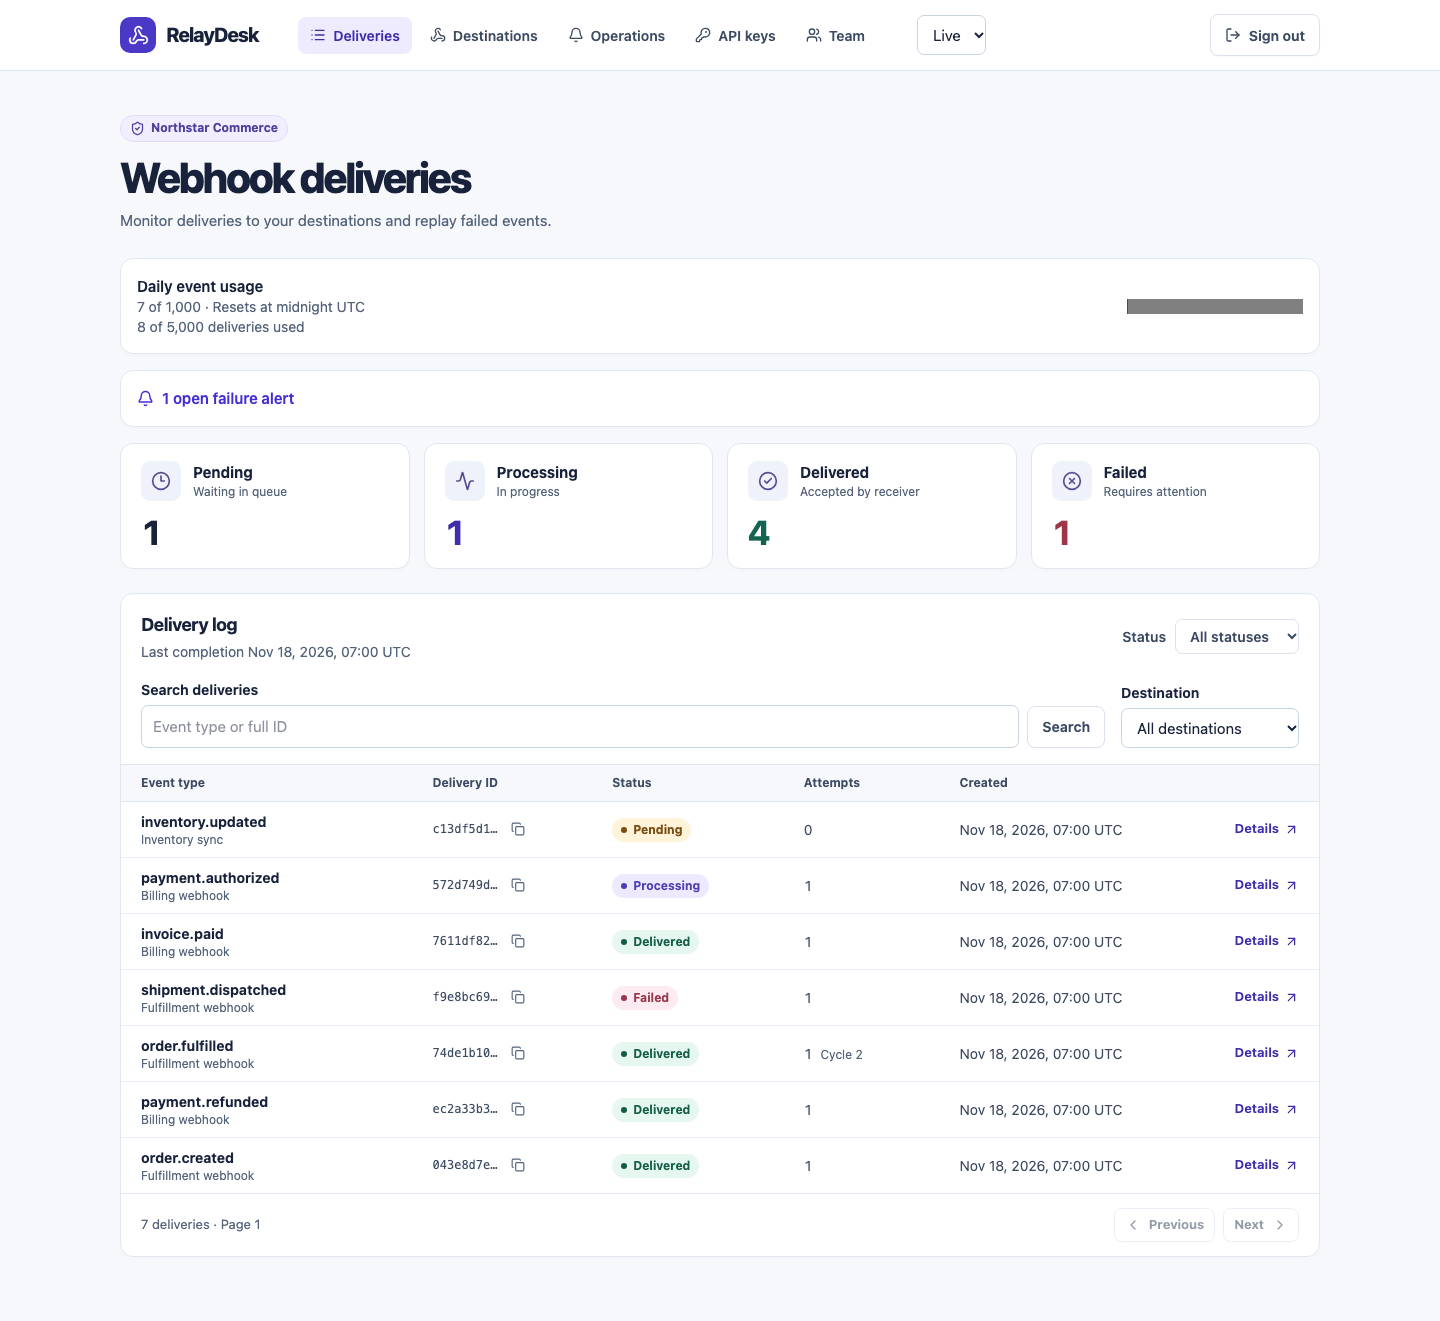 RelayDesk
Deliveries
Destinations
Operations
API keys
Team
Live
Sign out
Northstar Commerce
Webhook deliveries
Monitor deliveries to your destinations and replay failed events.
Daily event usage
7 of 1,000 · Resets at midnight UTC
8 of 5,000 deliveries used
1 open failure alert
Pending
Waiting in queue
1
Processing
In progress
1
Delivered
Accepted by receiver
4
Failed
Requires attention
1
Delivery log
Last completion Nov 18, 2026, 07:00 UTC
Status All statuses
Search deliveries
Event type or full ID
Search
Destination
All destinations
Event type Delivery ID Status Attempts Created
inventory.updated
Inventory sync
c13df5d1… Pending 0 Nov 18, 2026, 07:00 UTC Details
payment.authorized
Billing webhook
572d749d… Processing 1 Nov 18, 2026, 07:00 UTC Details
invoice.paid
Billing webhook
7611df82… Delivered 1 Nov 18, 2026, 07:00 UTC Details
shipment.dispatched
Fulfillment webhook
f9e8bc69… Failed 1 Nov 18, 2026, 07:00 UTC Details
order.fulfilled
Fulfillment webhook
74de1b10… Delivered 1 Cycle 2 Nov 18, 2026, 07:00 UTC Details
payment.refunded
Billing webhook
ec2a33b3… Delivered 1 Nov 18, 2026, 07:00 UTC Details
order.created
Fulfillment webhook
043e8d7e… Delivered 1 Nov 18, 2026, 07:00 UTC Details
7 deliveries · Page 1
Previous
Next